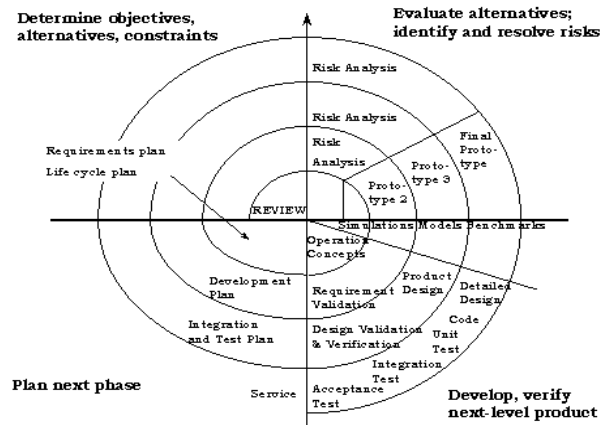 Determine objectives,
alternatives, constraints
Evaluate alternatives;
identify and resolve risks
Risk Analysis
Risk Analysis
Risk
Analysis
Final
Proto-
type
Proto-
type 3
Proto-
type 2
Requirements plan
Life cycle plan
REVIEW
Simulations Models Benchmarks
Operation
Concepts
Development
Plan
Requirement
Validation
Product
Design
Detailed
Design
Integration
and Test Plan
Design Validation
& Verification
Code
Unit
Test
Integration
Test
Plan next phase
Service
Acceptance
Test
Develop, verify
next-level product